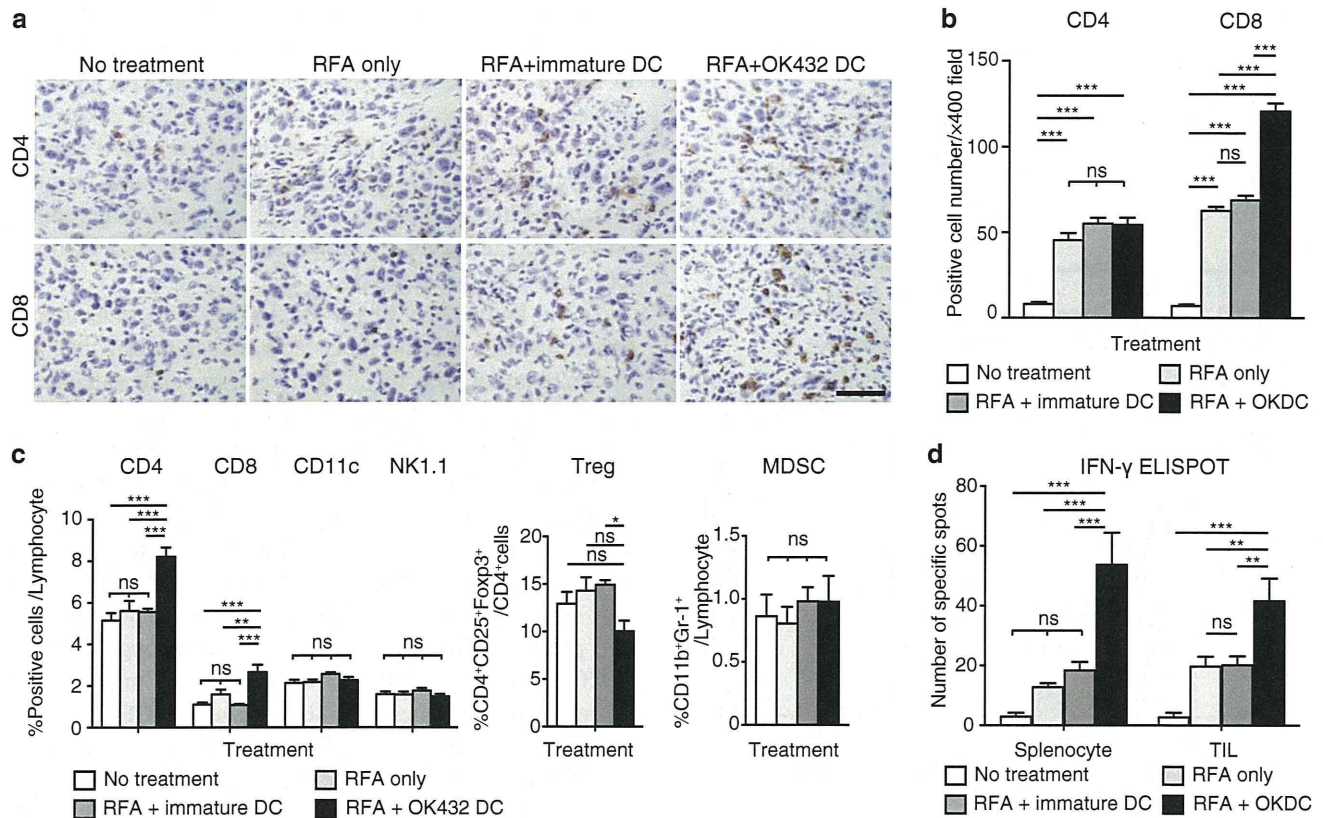 a
No treatment RFA only RFA+immature DC RFA+OK432 DC
CD4
CD8
b
CD4 CD8
Positive cell number/x400 field
150
100
50
0
***
***
***
ns
***
***
***
***
ns
***
Treatment
No treatment RFA only
RFA + immature DC RFA + OKDC
c
CD4 CD8 CD11c NK1.1
%Positive cells /Lymphocyte
10
8
6
4
2
0
***
***
***
ns
***
**
***
ns
ns
ns
Treatment
Treg
%CD4⁺CD25⁺Foxp3⁺
/CD4⁺cells
20
15
10
5
0
*
ns
ns
Treatment
MDSC
%CD11b⁺Gr-1⁺
/Lymphocyte
1.5
1.0
0.5
0
ns
Treatment
No treatment RFA only
RFA + immature DC RFA + OK432 DC
d
IFN-γ ELISPOT
Number of specific spots
80
60
40
20
0
***
***
***
ns
***
**
**
ns
Splenocyte TIL
No treatment RFA only
RFA + immature DC RFA + OKDC